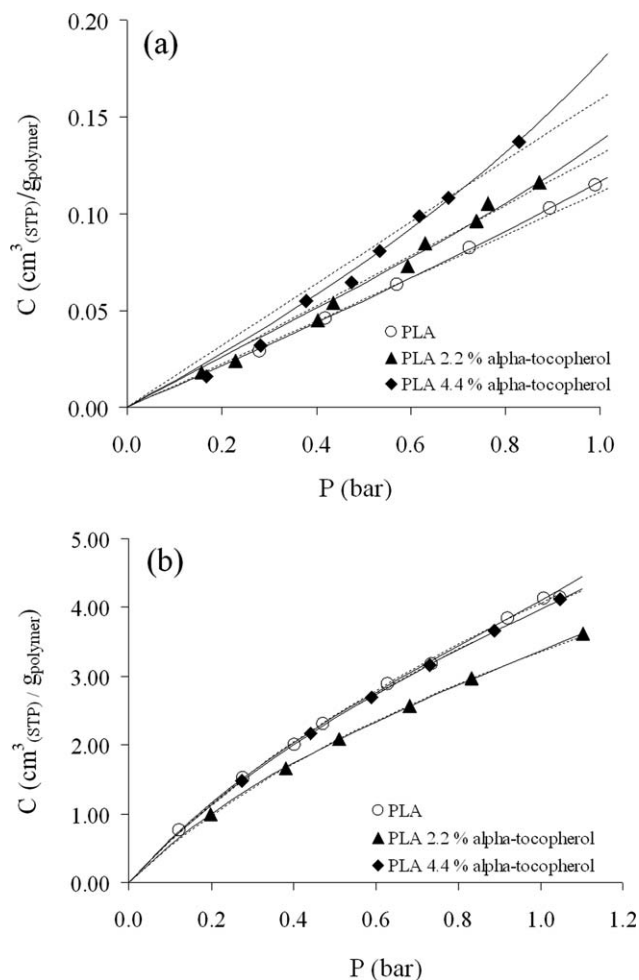 (a)
0.20
0.15
0.10
0.05
0.00
C (cm³(STP)/gpolymer)
PLA
PLA 2.2 % alpha-tocopherol
PLA 4.4 % alpha-tocopherol
0.0 0.2 0.4 0.6 0.8 1.0
P (bar)
(b)
5.00
4.00
3.00
2.00
1.00
0.00
C (cm³(STP) / gpolymer)
PLA
PLA 2.2 % alpha-tocopherol
PLA 4.4 % alpha-tocopherol
0.0 0.2 0.4 0.6 0.8 1.0 1.2
P (bar)